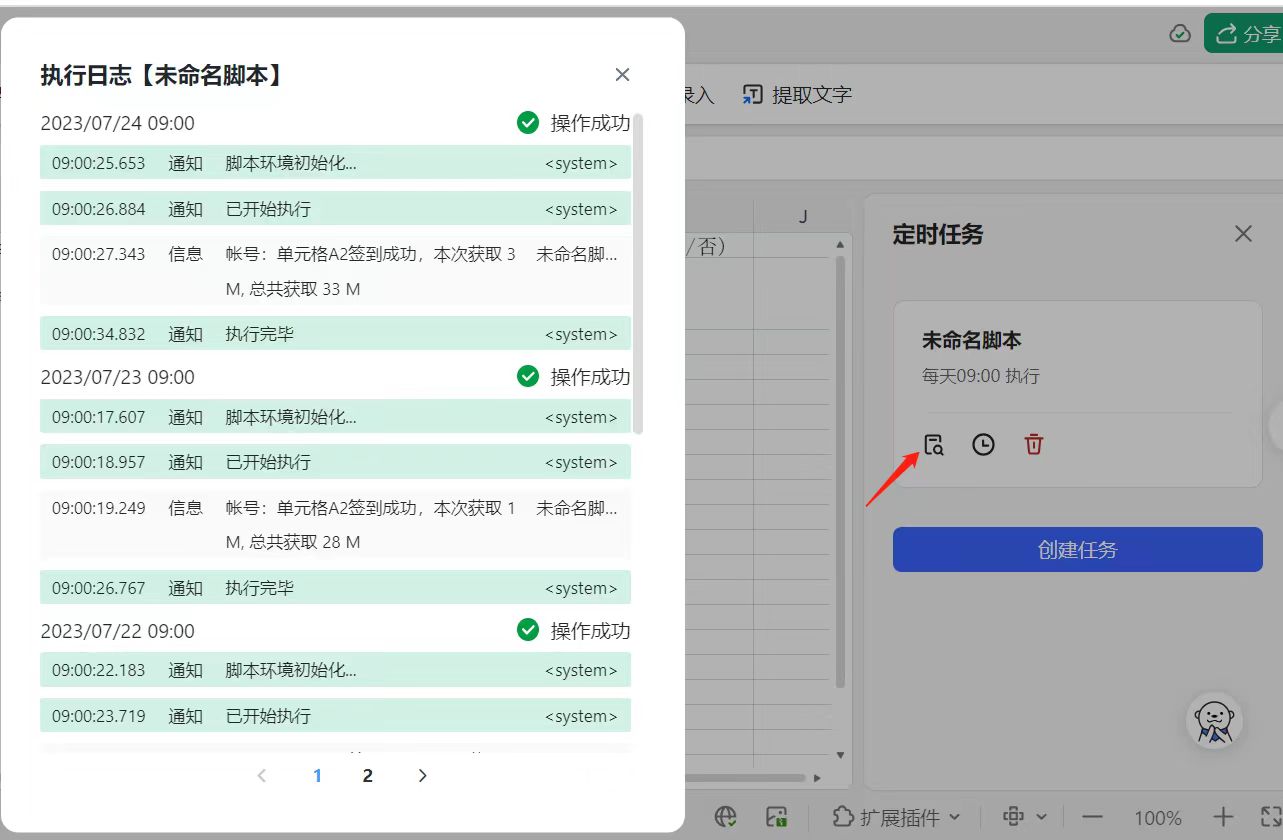 执行日志【未命名脚本】
2023/07/24 09:00 操作成功
09:00:25.653 通知 脚本环境初始化... <system>
09:00:26.884 通知 已开始执行 <system>
09:00:27.343 信息 帐号：单元格A2签到成功，本次获取 3 未命名脚...
M, 总共获取 33 M
09:00:34.832 通知 执行完毕 <system>
2023/07/23 09:00 操作成功
09:00:17.607 通知 脚本环境初始化... <system>
09:00:18.957 通知 已开始执行 <system>
09:00:19.249 信息 帐号：单元格A2签到成功，本次获取 1 未命名脚...
M, 总共获取 28 M
09:00:26.767 通知 执行完毕 <system>
2023/07/22 09:00 操作成功
09:00:22.183 通知 脚本环境初始化... <system>
09:00:23.719 通知 已开始执行 <system>
1 2
分享
录入 提取文字
J
/否）
定时任务
未命名脚本
每天09:00 执行
创建任务
扩展插件 100%